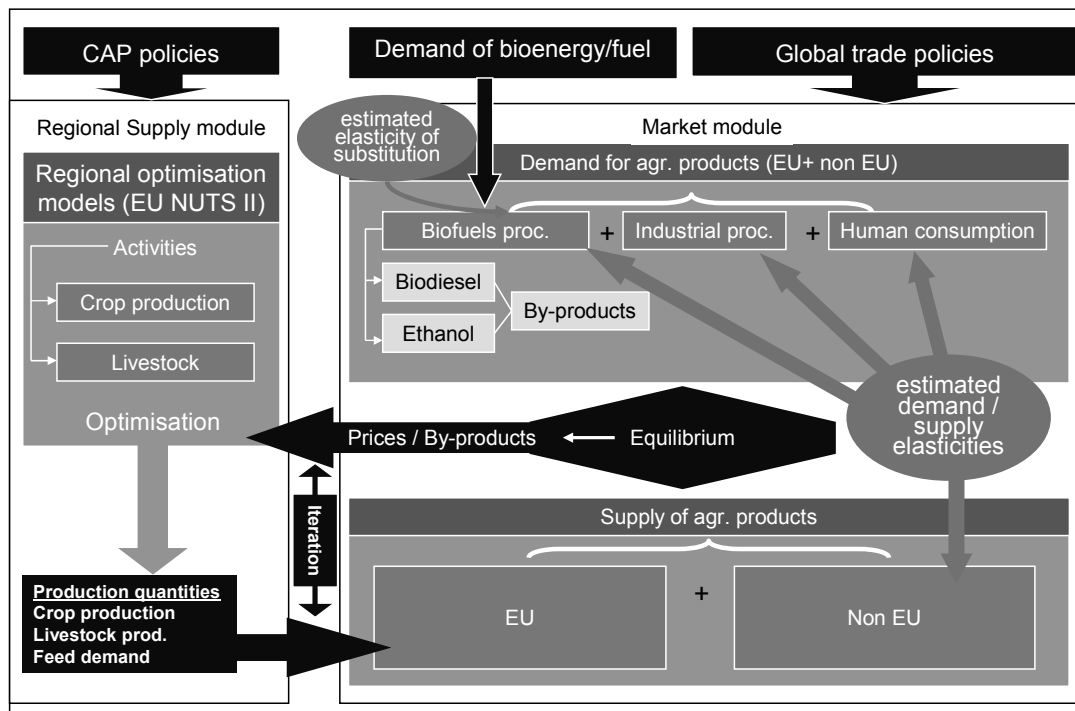 CAP policies
Demand of bioenergy/fuel
Global trade policies
Regional Supply module
estimated
elasticity of
substitution
Market module
Regional optimisation
models (EU NUTS II)
Activities
Crop production
Livestock
Optimisation
Demand for agr. products (EU+ non EU)
Biofuels proc.
+
Industrial proc.
+
Human consumption
Biodiesel
Ethanol
By-products
estimated
demand /
supply
elasticities
Prices / By-products
Equilibrium
Iteration
Supply of agr. products
EU
+
Non EU
Production quantities
Crop production
Livestock prod.
Feed demand